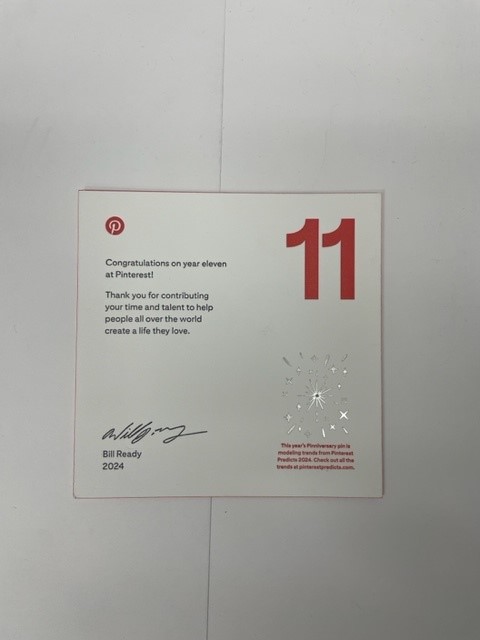 Congratulations on year eleven
at Pinterest!
11
Thank you for contributing
your time and talent to help
people all over the world
create a life they love.
Bill Ready
2024
This year's Pinniversary pin is
modeling trends from Pinterest
Predicts 2024. Check out all the
trends at pinterestpredicts.com.